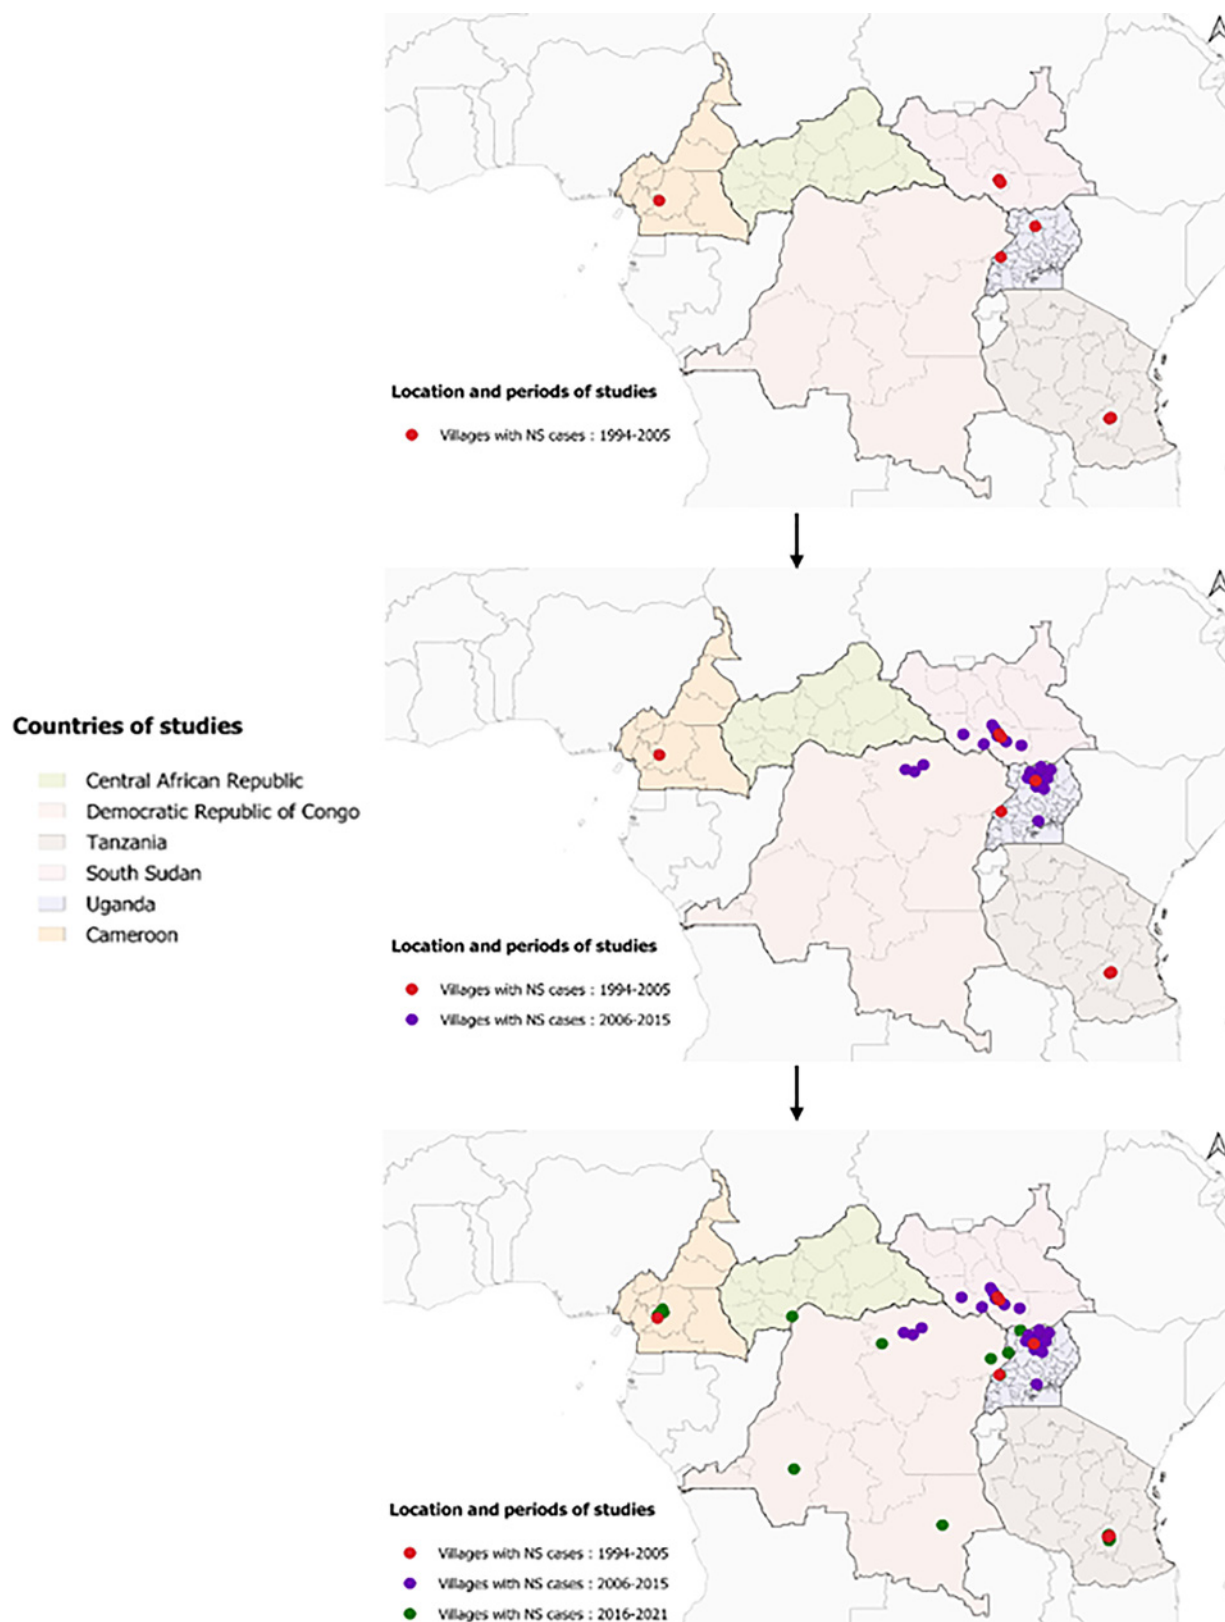 Location and periods of studies
Villages with NS cases : 1994-2005
Countries of studies
Central African Republic
Democratic Republic of Congo
Tanzania
South Sudan
Uganda
Cameroon
Location and periods of studies
Villages with NS cases : 1994-2005
Villages with NS cases : 2006-2015
Location and periods of studies
Villages with NS cases : 1994-2005
Villages with NS cases : 2006-2015
Villages with NS cases : 2016-2021